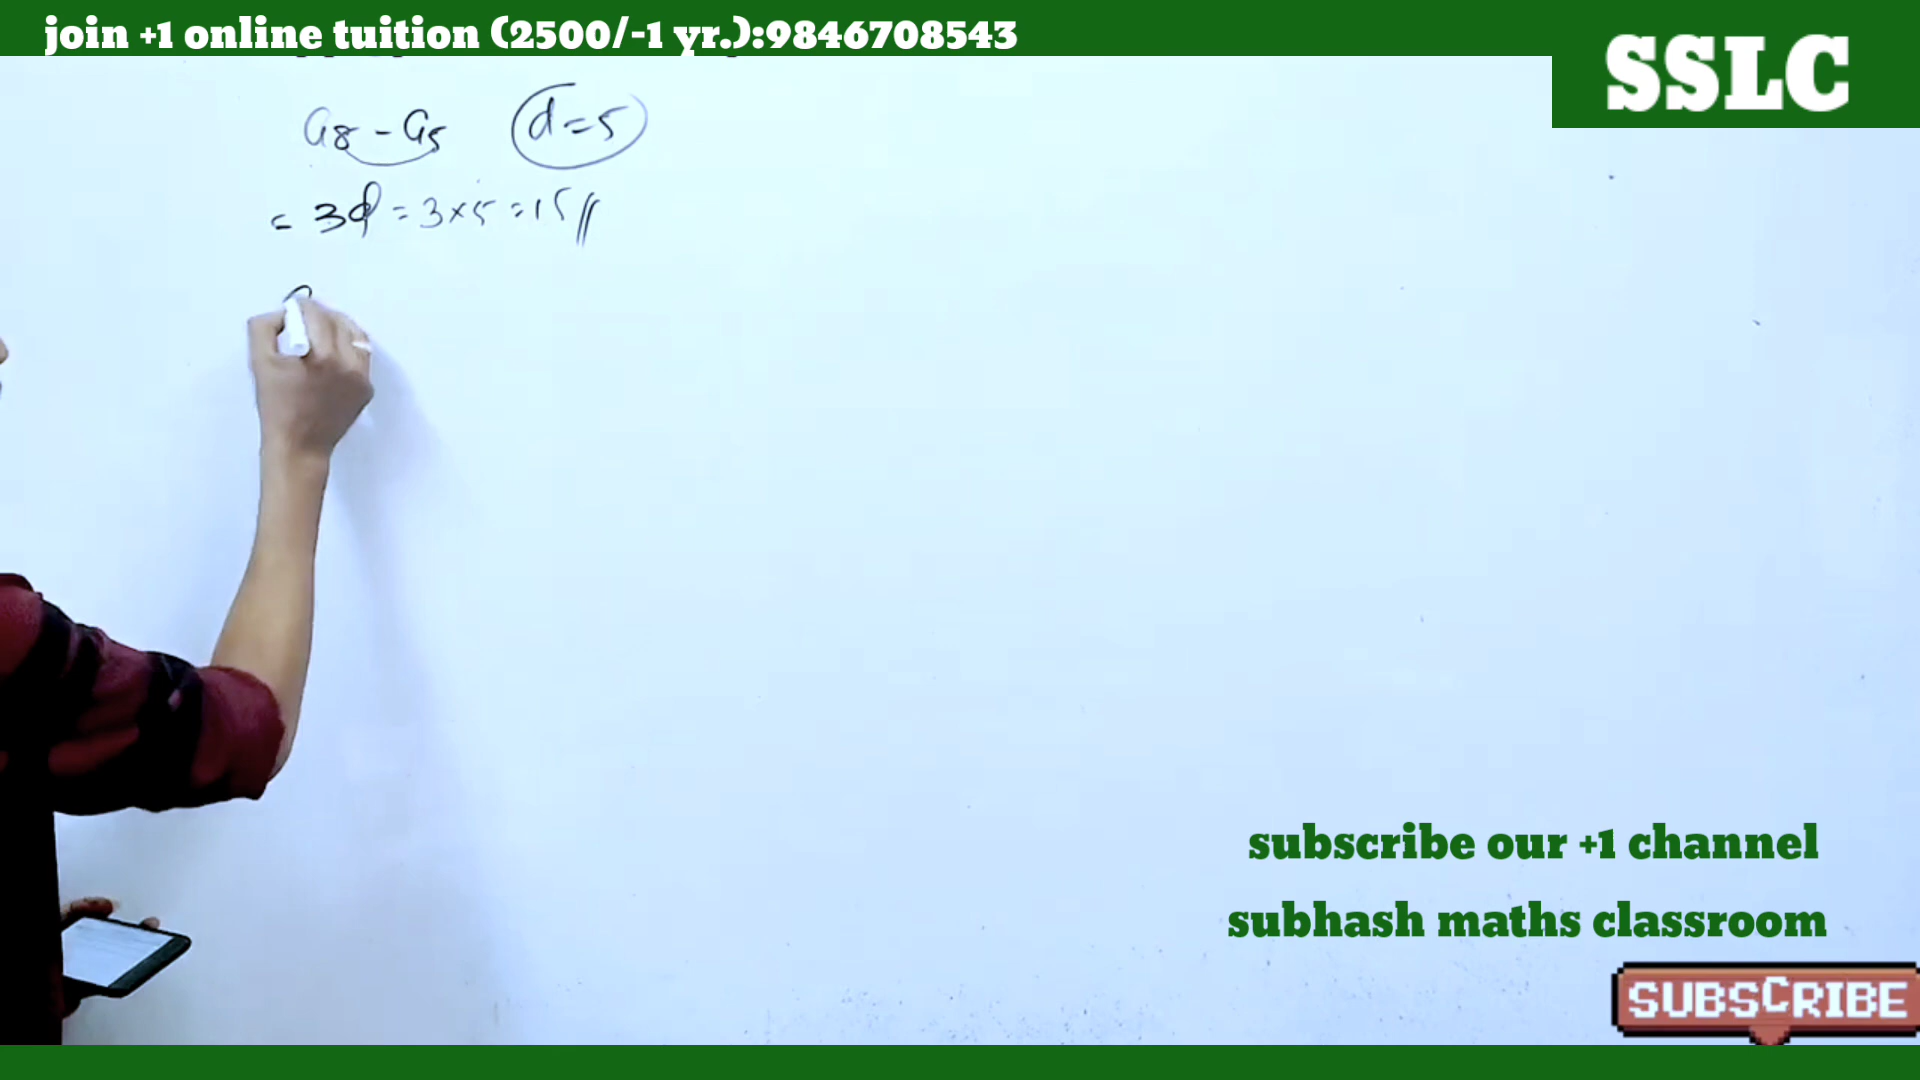 join +1 online tuition (2500/-1 yr.):9846708543
SSLC
a8 - a5 d=5
= 3d = 3×5 = 15 //
subscribe our +1 channel
subhash maths classroom
SUBSCRIBE